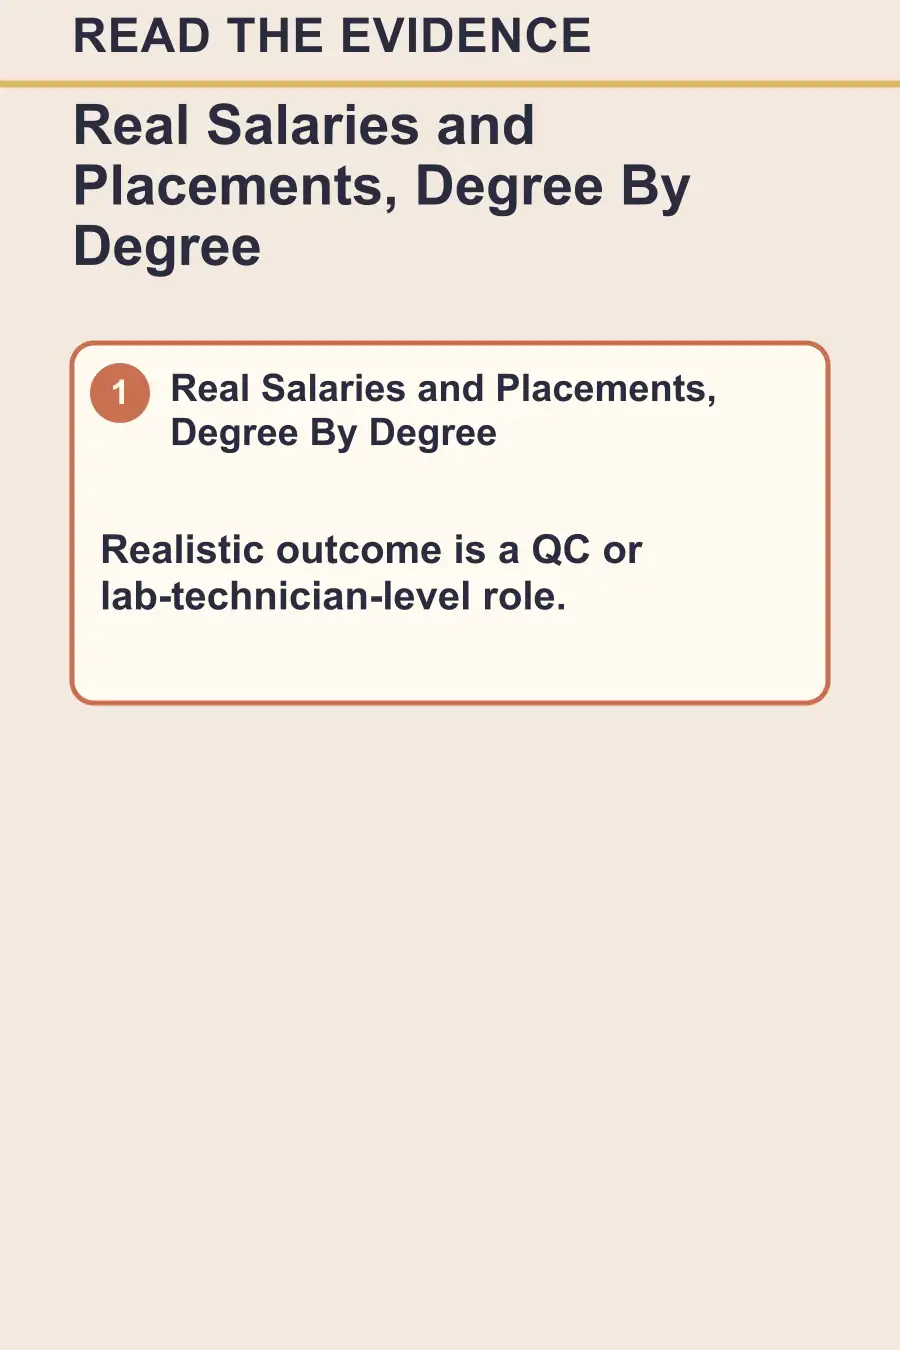 READ THE EVIDENCE
Real Salaries and
Placements, Degree By
Degree
1
Real Salaries and Placements,
Degree By Degree
Realistic outcome is a QC or
lab-technician-level role.